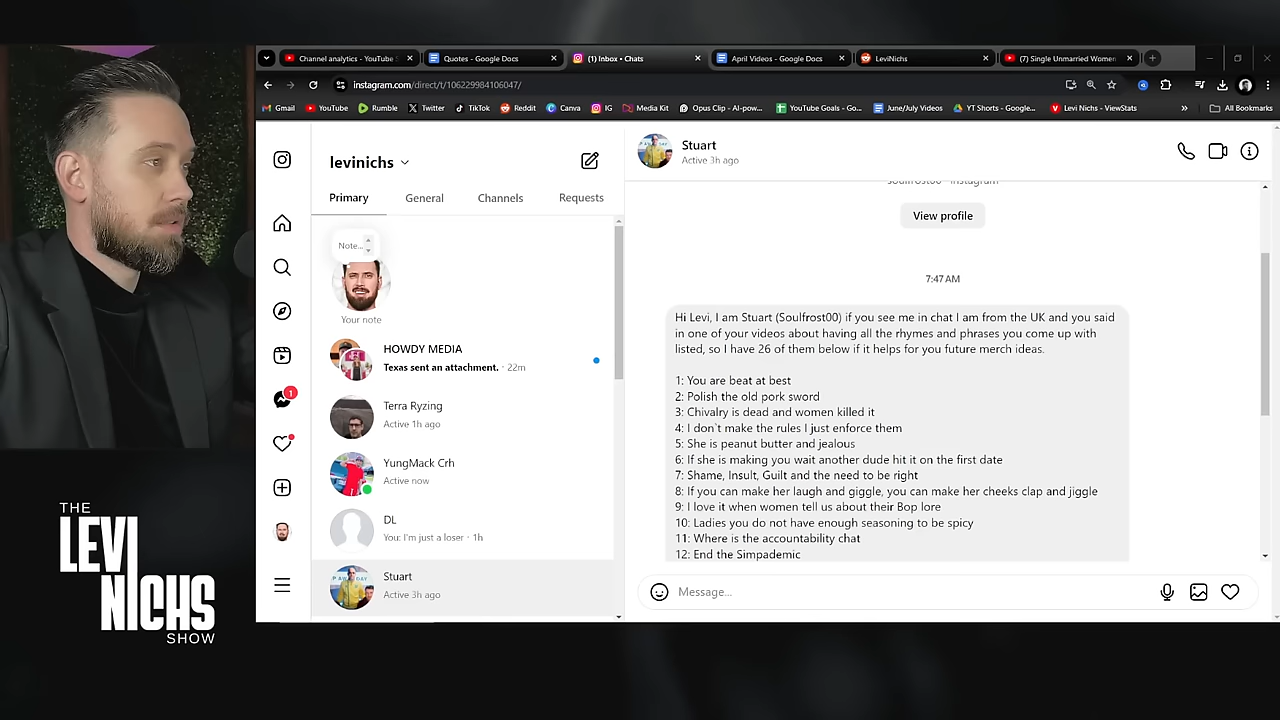 Channel analytics - YouTube S
Quotes - Google Docs
(1) Inbox • Chats
April Videos - Google Docs
LeviNichs
(7) Single Unmarried Women
instagram.com/direct/t/106229984106047/
Gmail
YouTube
Rumble
Twitter
TikTok
Reddit
Canva
IG
Media Kit
Opus Clip - AI-pow...
YouTube Goals - Go...
June/July Videos
YT Shorts - Google...
Levi Nichs - ViewStats
»
All Bookmarks
levinichs
Primary
General
Channels
Requests
Note...
Your note
HOWDY MEDIA
Texas sent an attachment. · 22m
Terra Ryzing
Active 1h ago
YungMack Crh
Active now
DL
You: I'm just a loser · 1h
Stuart
Active 3h ago
1
Stuart
Active 3h ago
soulfrost00 · Instagram
View profile
7:47 AM
Hi Levi, I am Stuart (Soulfrost00) if you see me in chat I am from the UK and you said
in one of your videos about having all the rhymes and phrases you come up with
listed, so I have 26 of them below if it helps for you future merch ideas.
1: You are beat at best
2: Polish the old pork sword
3: Chivalry is dead and women killed it
4: I don`t make the rules I just enforce them
5: She is peanut butter and jealous
6: If she is making you wait another dude hit it on the first date
7: Shame, Insult, Guilt and the need to be right
8: If you can make her laugh and giggle, you can make her cheeks clap and jiggle
9: I love it when women tell us about their Bop lore
10: Ladies you do not have enough seasoning to be spicy
11: Where is the accountability chat
12: End the Simpademic
Message...
THE
LEVI
NICHS
SHOW